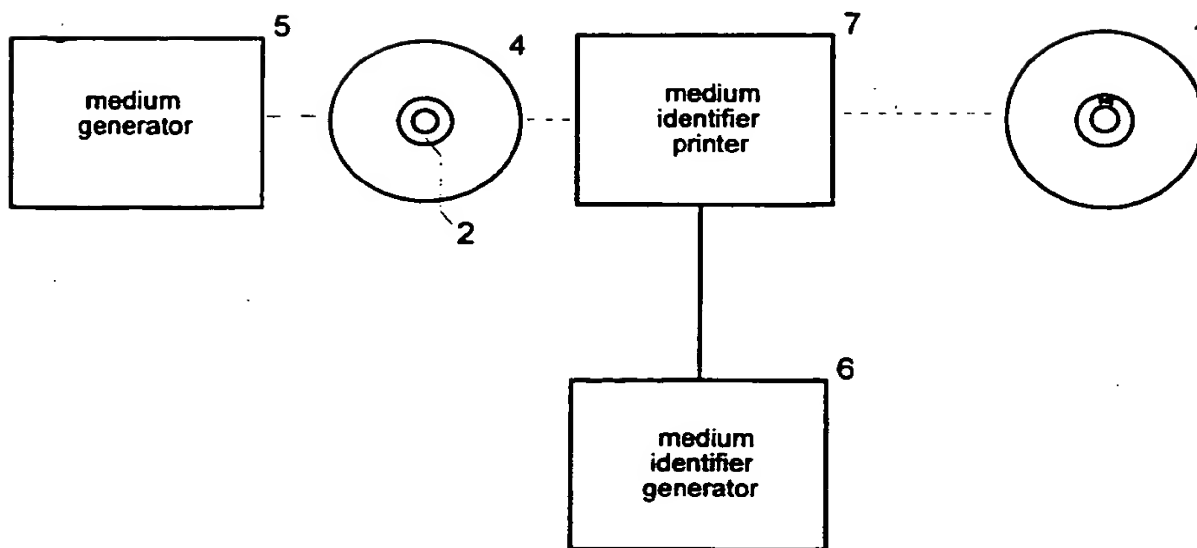 5
4
7
medium
generator
medium
identifier
printer
2
6
medium
identifier
generator